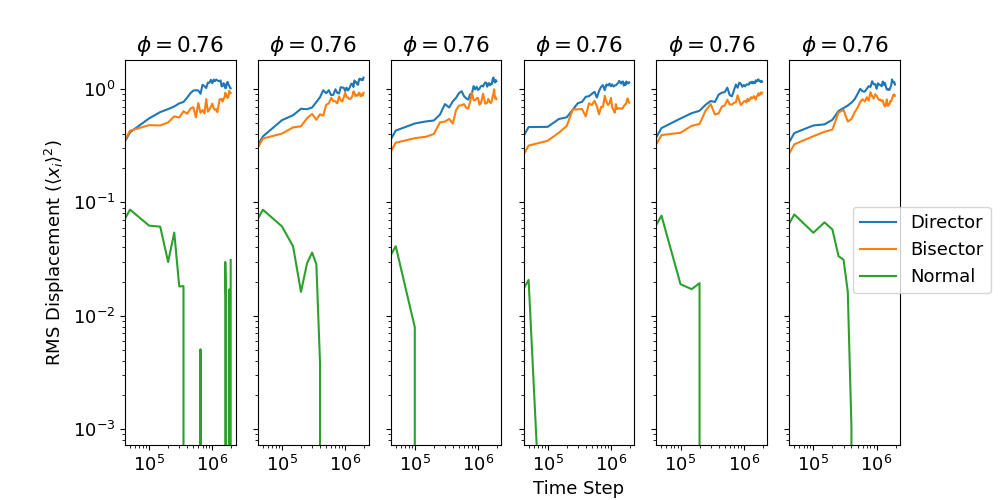 ϕ = 0.76 ϕ = 0.76 ϕ = 0.76 ϕ = 0.76 ϕ = 0.76 ϕ = 0.76
RMS Displacement (⟨x_i⟩²)
10⁰
10⁻¹
10⁻²
10⁻³
Director
Bisector
Normal
10⁵ 10⁶ 10⁵ 10⁶ 10⁵ 10⁶ 10⁵ 10⁶ 10⁵ 10⁶ 10⁵ 10⁶
Time Step